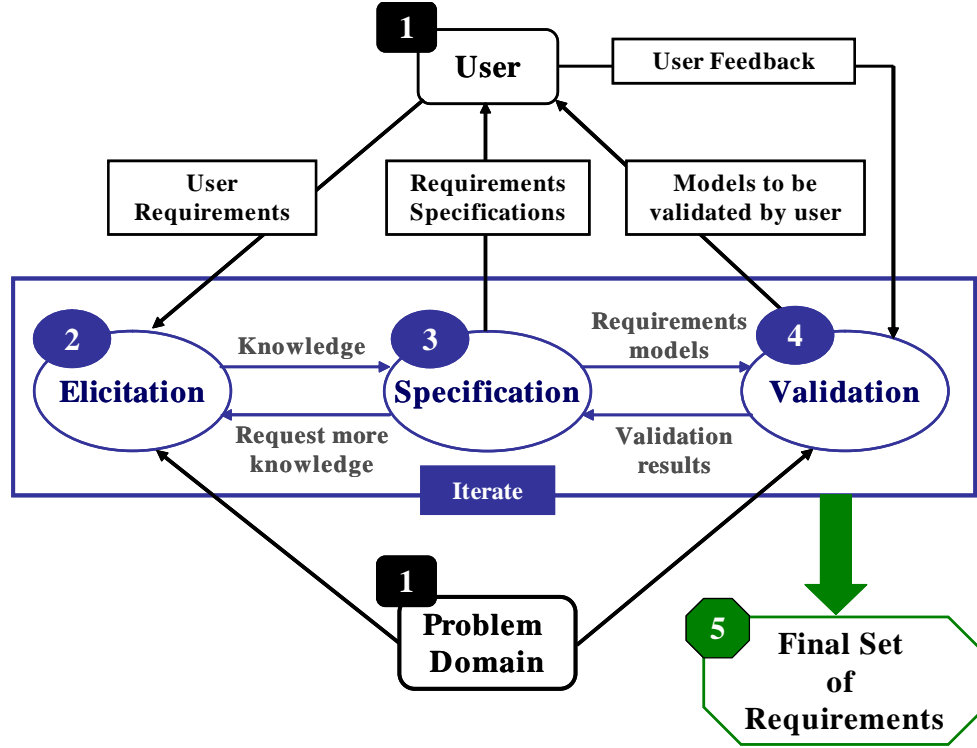 1
User
User Feedback
User
Requirements
Requirements
Specifications
Models to be
validated by user
2
Elicitation
Knowledge
Request more
knowledge
3
Specification
Requirements
models
Validation
results
4
Validation
Iterate
1
Problem
Domain
5
Final Set
of
Requirements